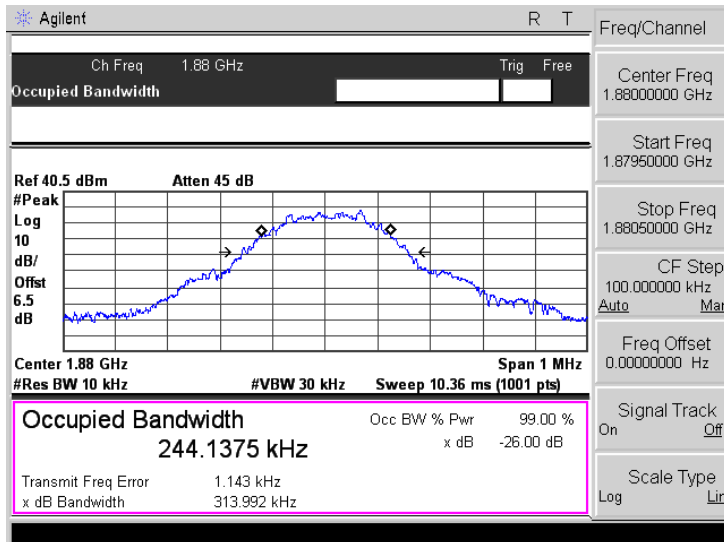 Agilent R T
Ch Freq 1.88 GHz Trig Free
Occupied Bandwidth
Ref 40.5 dBm Atten 45 dB
#Peak
Log
10
dB/
Offst
6.5
dB
Center 1.88 GHz Span 1 MHz
#Res BW 10 kHz #VBW 30 kHz Sweep 10.36 ms (1001 pts)
Occupied Bandwidth Occ BW % Pwr 99.00 %
244.1375 kHz x dB -26.00 dB
Transmit Freq Error 1.143 kHz
x dB Bandwidth 313.992 kHz
Freq/Channel
Center Freq
1.88000000 GHz
Start Freq
1.87950000 GHz
Stop Freq
1.88050000 GHz
CF Step
100.000000 kHz
Auto Man
Freq Offset
0.00000000 Hz
Signal Track
On Off
Scale Type
Log Lin